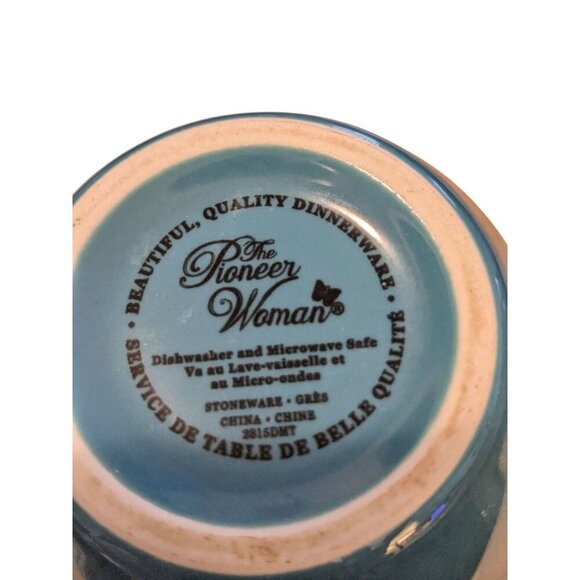 BEAUTIFUL, QUALITY DINNERWARE
The
Pioneer
Woman®
Dishwasher and Microwave Safe
Va au Lave-vaisselle et
au Micro-ondes
STONEWARE · GRÈS
CHINA · CHINE
2815DMT
SERVICE DE TABLE DE BELLE QUALITÉ